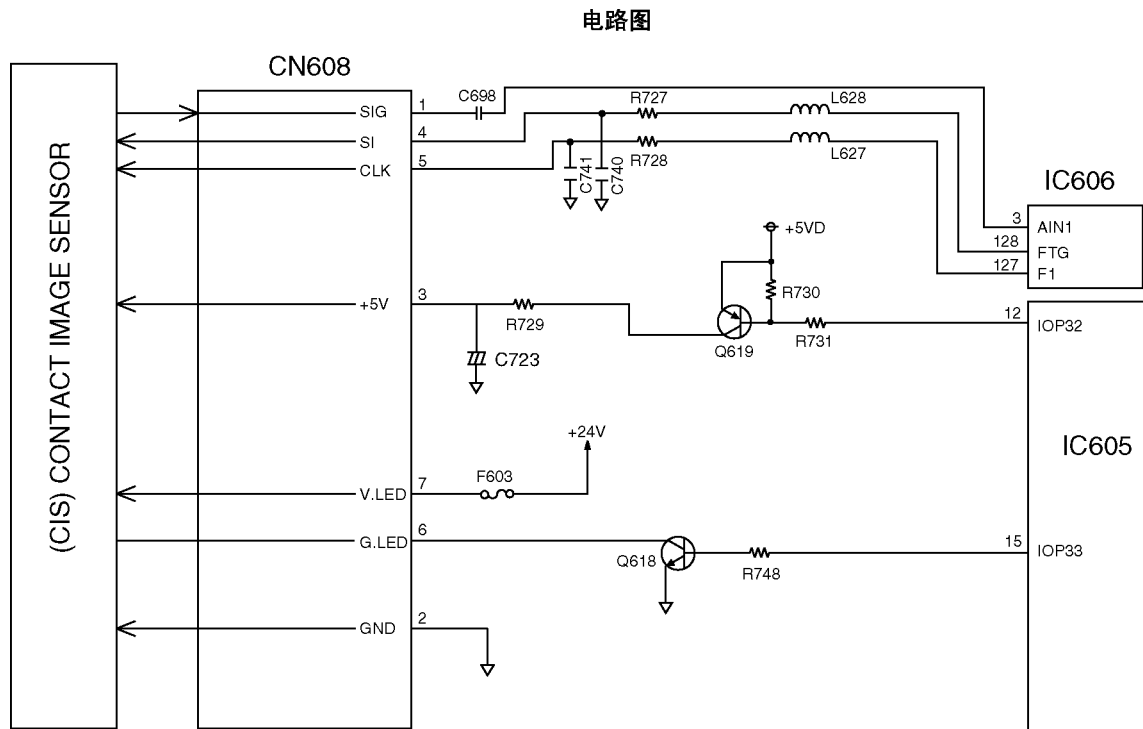 电路图
CN608
(CIS) CONTACT IMAGE SENSOR
SIG
1
C698
R727
L628
SI
4
R728
L627
CLK
5
C741
C740
IC606
3
AIN1
128
FTG
127
F1
+5VD
R730
+5V
3
R729
C723
Q619
R731
12
IOP32
IC605
+24V
V.LED
7
F603
G.LED
6
Q618
R748
15
IOP33
GND
2